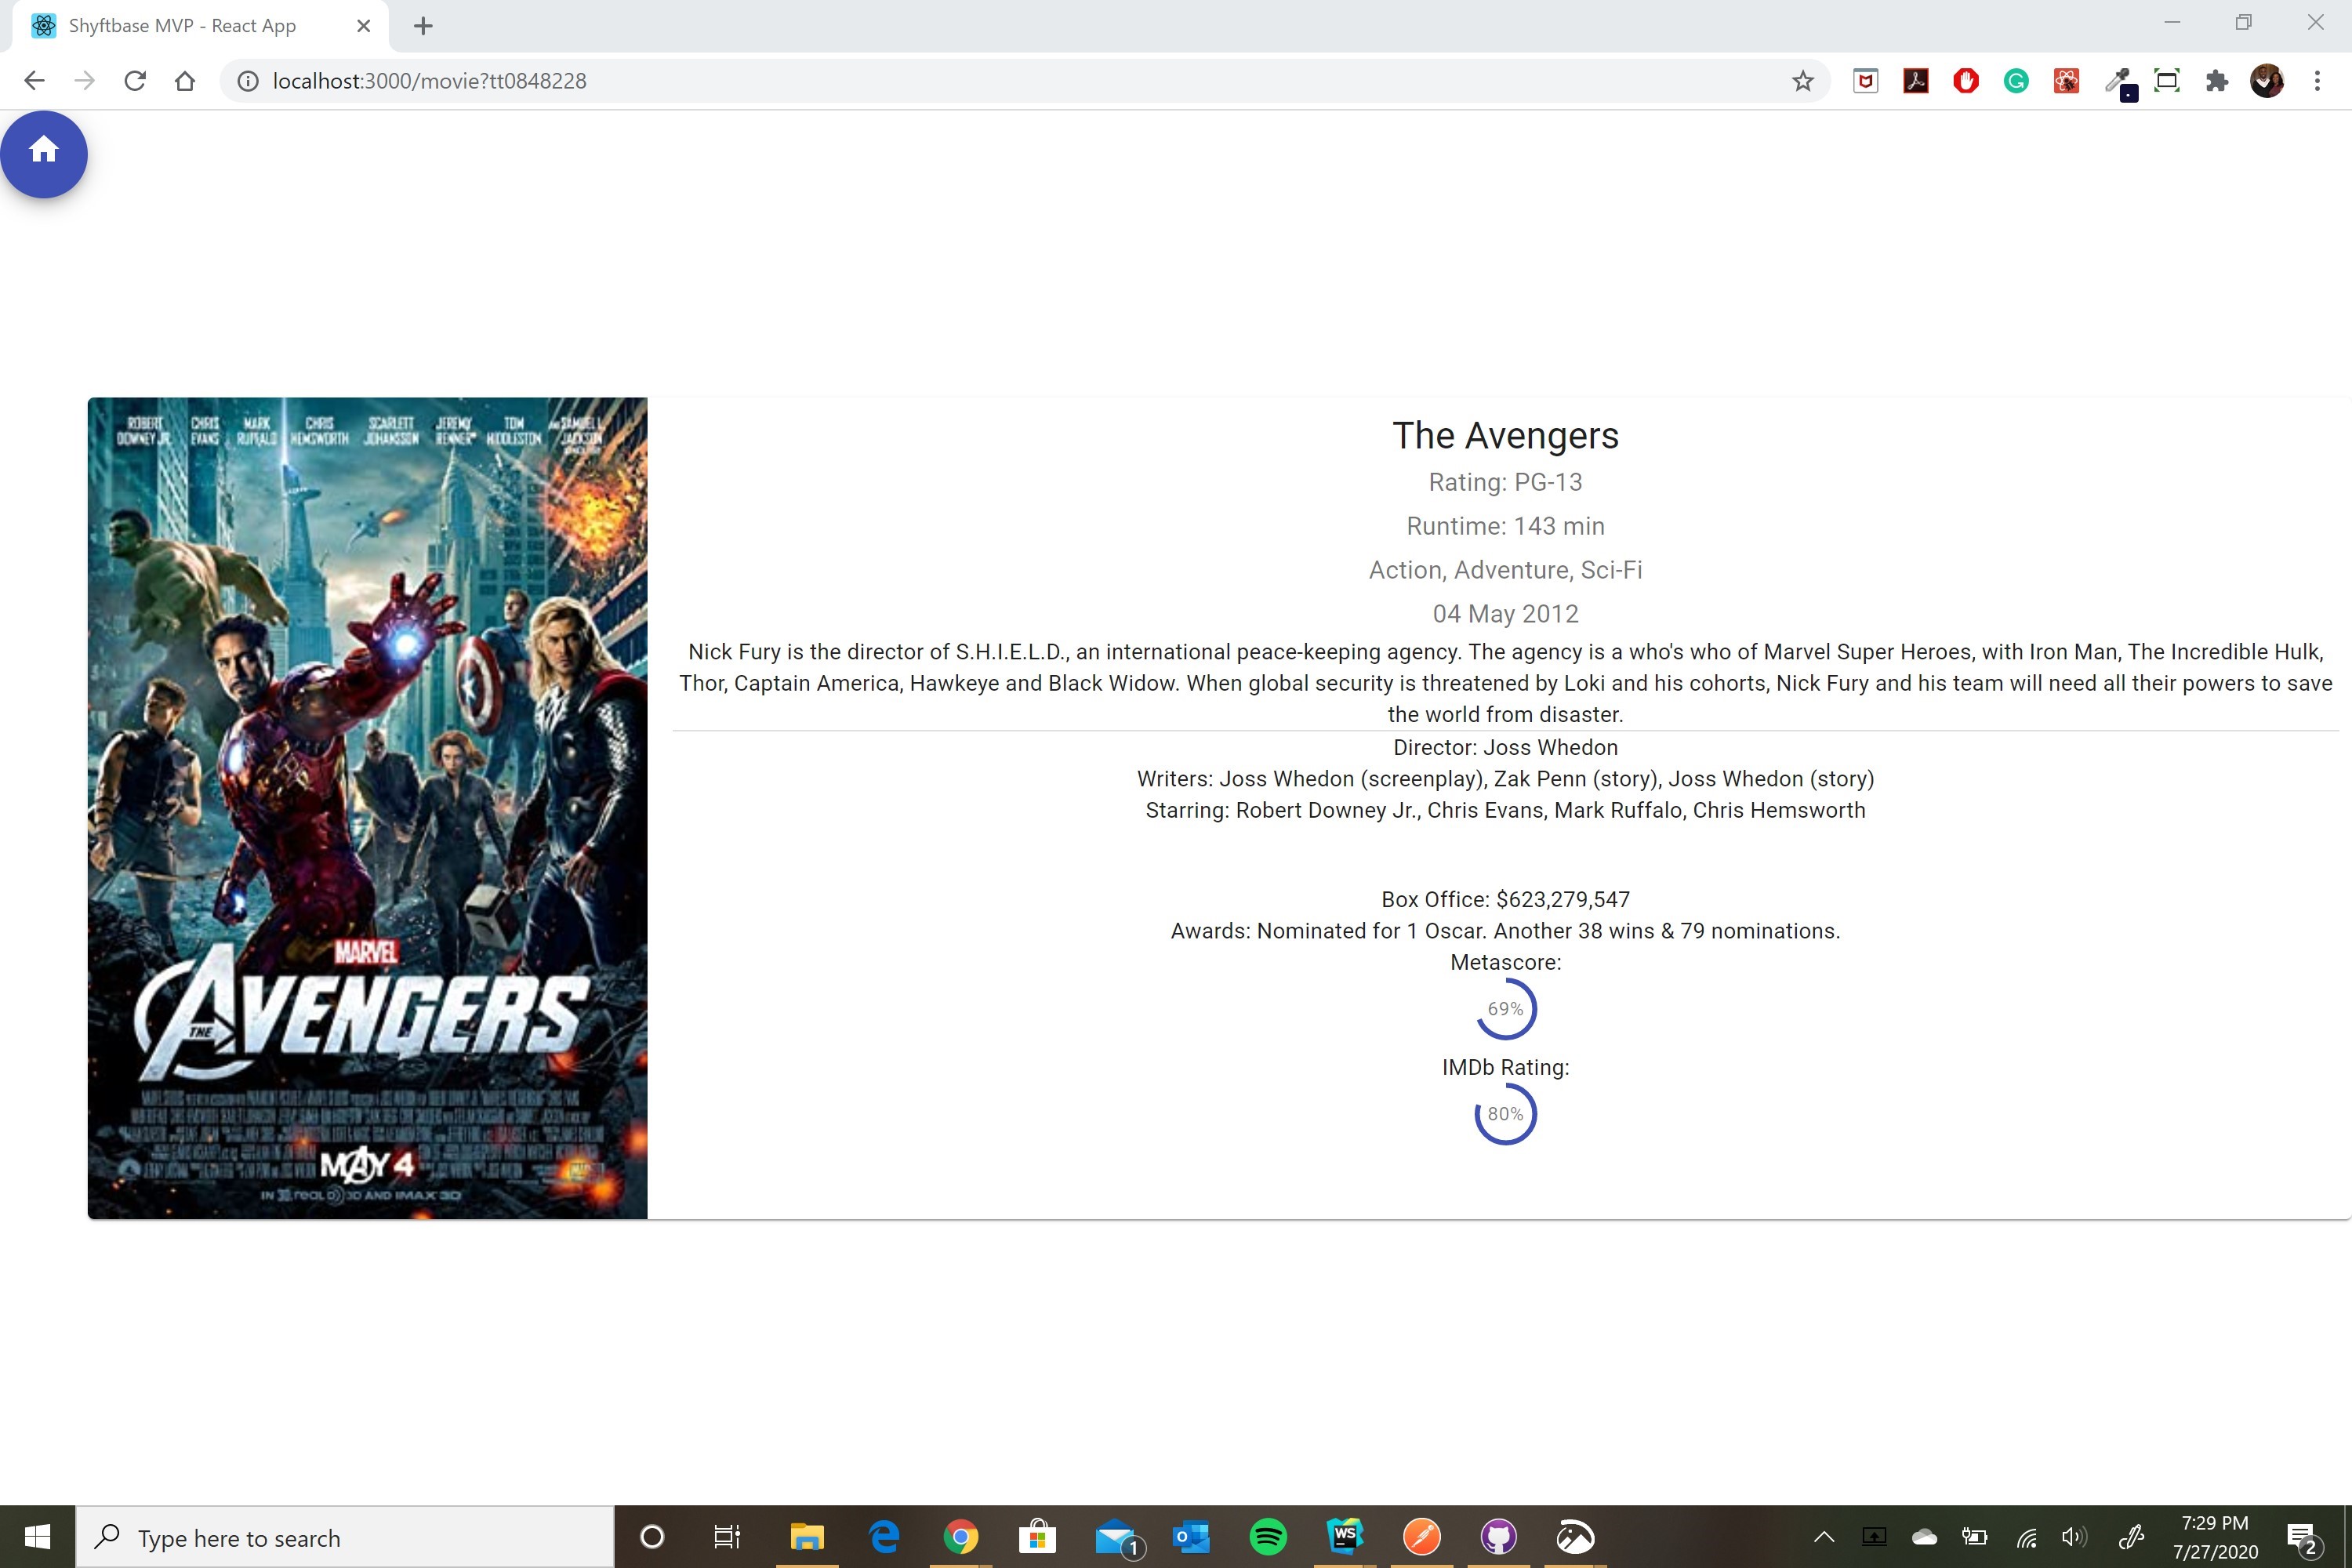 Shyftbase MVP - React App
localhost:3000/movie?tt0848228
ROBERT DOWNEY JR. CHRIS EVANS MARK RUFFALO CHRIS HEMSWORTH SCARLETT JOHANSSON JEREMY RENNER TOM HIDDLESTON AND SAMUEL L. JACKSON
MARVEL
THE AVENGERS
MAY 4
IN REAL D 3D AND IMAX 3D
The Avengers
Rating: PG-13
Runtime: 143 min
Action, Adventure, Sci-Fi
04 May 2012
Nick Fury is the director of S.H.I.E.L.D., an international peace-keeping agency. The agency is a who's who of Marvel Super Heroes, with Iron Man, The Incredible Hulk,
Thor, Captain America, Hawkeye and Black Widow. When global security is threatened by Loki and his cohorts, Nick Fury and his team will need all their powers to save
the world from disaster.
Director: Joss Whedon
Writers: Joss Whedon (screenplay), Zak Penn (story), Joss Whedon (story)
Starring: Robert Downey Jr., Chris Evans, Mark Ruffalo, Chris Hemsworth
Box Office: $623,279,547
Awards: Nominated for 1 Oscar. Another 38 wins & 79 nominations.
Metascore:
69%
IMDb Rating:
80%
Type here to search
1
WS
7:29 PM
7/27/2020
2